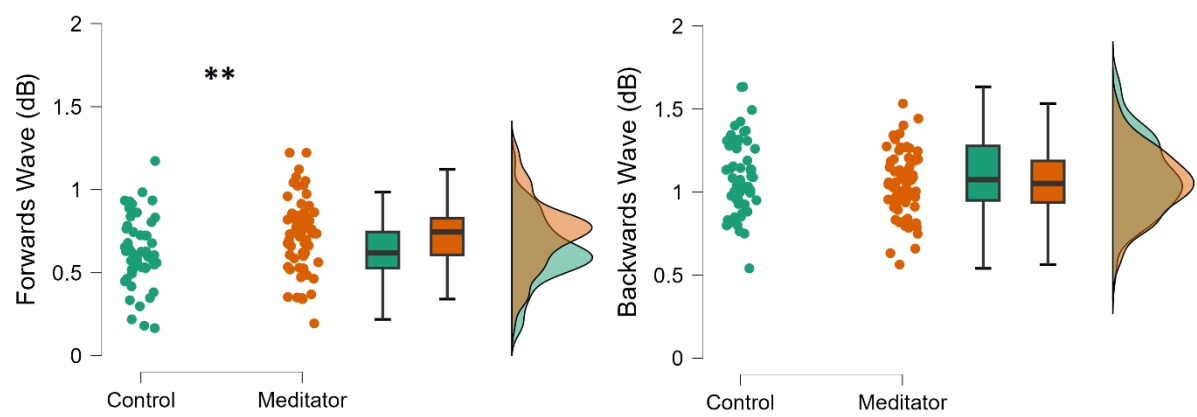 Forwards Wave (dB)
2
1.5
1
0.5
0
**
Control
Meditator
Backwards Wave (dB)
2
1.5
1
0.5
0
Control
Meditator